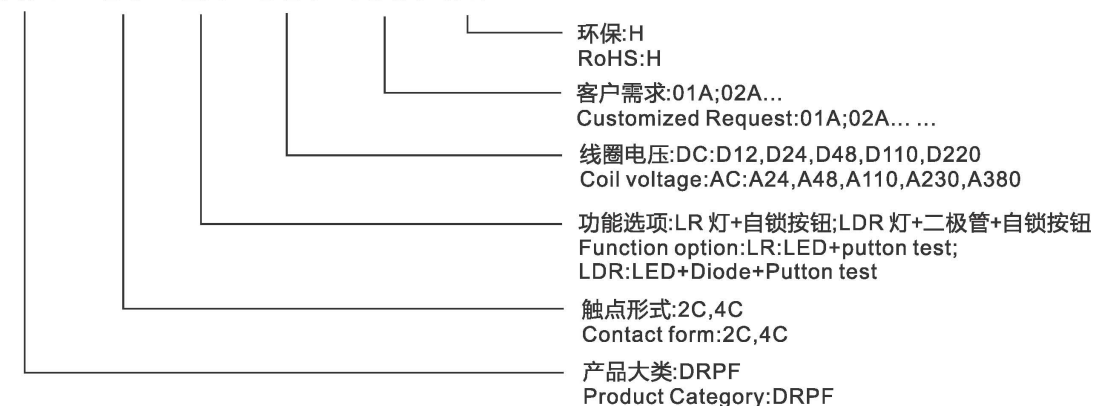 环保:H
RoHS:H
客户需求:01A;02A...
Customized Request:01A;02A... ...
线圈电压:DC:D12,D24,D48,D110,D220
Coil voltage:AC:A24,A48,A110,A230,A380
功能选项:LR 灯+自锁按钮;LDR 灯+二极管+自锁按钮
Function option:LR:LED+putton test;
LDR:LED+Diode+Putton test
触点形式:2C,4C
Contact form:2C,4C
产品大类:DRPF
Product Category:DRPF